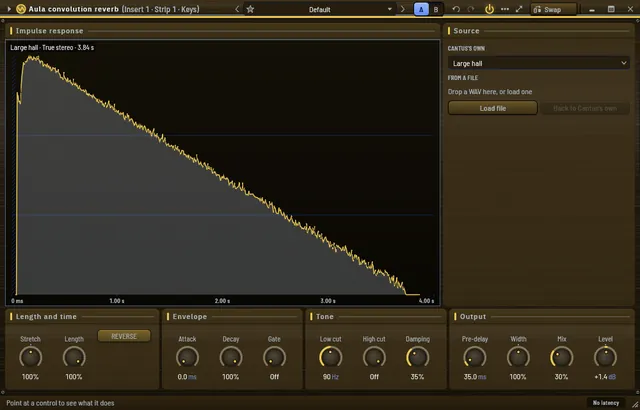 Aula convolution reverb (Insert 1 · Strip 1 · Keys)
Default
A B
Swap
Impulse response
Large hall · True stereo · 3.84 s
0 ms 1.00 s 2.00 s 3.00 s 4.00 s
Source
CANTUS'S OWN
Large hall
FROM A FILE
Drop a WAV here, or load one
Load file Back to Cantus's own
Length and time
REVERSE
Stretch Length
100% 100%
Envelope
Attack Decay Gate
0.0 ms 100% Off
Tone
Low cut High cut Damping
90 Hz Off 35%
Output
Pre-delay Width Mix Level
35.0 ms 100% 30% +1.4 dB
Point at a control to see what it does
No latency